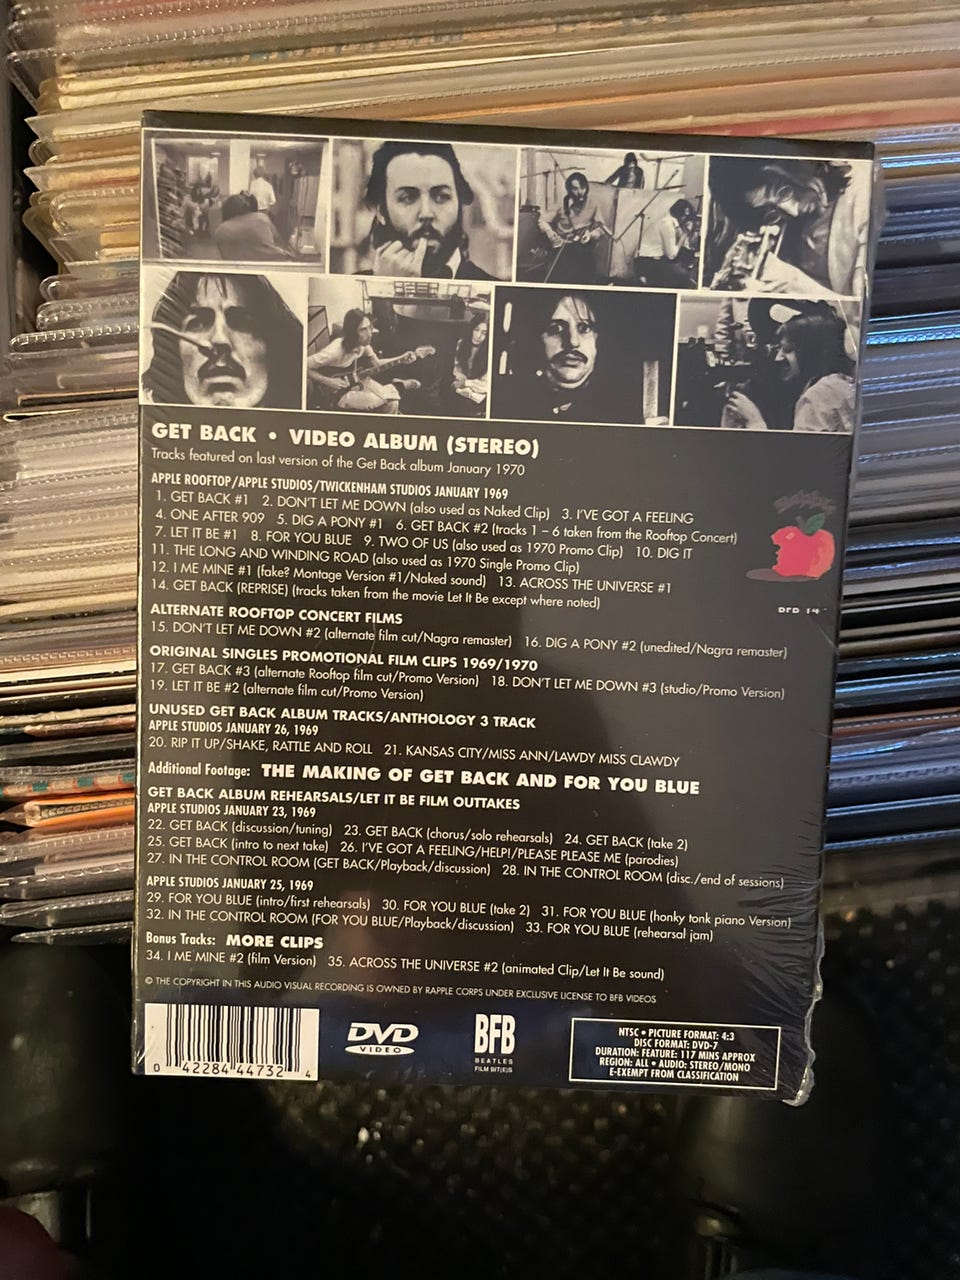 GET BACK • VIDEO ALBUM (STEREO)
Tracks featured on last version of the Get Back album January 1970
APPLE ROOFTOP/APPLE STUDIOS/TWICKENHAM STUDIOS JANUARY 1969
1. GET BACK #1 2. DON'T LET ME DOWN (also used as Naked Clip) 3. I'VE GOT A FEELING
4. ONE AFTER 909 5. DIG A PONY #1 6. GET BACK #2 (tracks 1 – 6 taken from the Rooftop Concert)
7. LET IT BE #1 8. FOR YOU BLUE 9. TWO OF US (also used as 1970 Promo Clip) 10. DIG IT
11. THE LONG AND WINDING ROAD (also used as 1970 Single Promo Clip)
12. I ME MINE #1 (fake? Montage Version #1/Naked sound) 13. ACROSS THE UNIVERSE #1
14. GET BACK (REPRISE) (tracks taken from the movie Let It Be except where noted)
ALTERNATE ROOFTOP CONCERT FILMS
15. DON'T LET ME DOWN #2 (alternate film cut/Nagra remaster) 16. DIG A PONY #2 (unedited/Nagra remaster)
ORIGINAL SINGLES PROMOTIONAL FILM CLIPS 1969/1970
17. GET BACK #3 (alternate Rooftop film cut/Promo Version) 18. DON'T LET ME DOWN #3 (studio/Promo Version)
19. LET IT BE #2 (alternate film cut/Promo Version)
UNUSED GET BACK ALBUM TRACKS/ANTHOLOGY 3 TRACK
APPLE STUDIOS JANUARY 26, 1969
20. RIP IT UP/SHAKE, RATTLE AND ROLL 21. KANSAS CITY/MISS ANN/LAWDY MISS CLAWDY
Additional Footage: THE MAKING OF GET BACK AND FOR YOU BLUE
GET BACK ALBUM REHEARSALS/LET IT BE FILM OUTTAKES
APPLE STUDIOS JANUARY 23, 1969
22. GET BACK (discussion/tuning) 23. GET BACK (chorus/solo rehearsals) 24. GET BACK (take 2)
25. GET BACK (intro to next take) 26. I'VE GOT A FEELING/HELP!/PLEASE PLEASE ME (parodies)
27. IN THE CONTROL ROOM (GET BACK/Playback/discussion) 28. IN THE CONTROL ROOM (disc./end of sessions)
APPLE STUDIOS JANUARY 25, 1969
29. FOR YOU BLUE (intro/first rehearsals) 30. FOR YOU BLUE (take 2) 31. FOR YOU BLUE (honky tonk piano Version)
32. IN THE CONTROL ROOM (FOR YOU BLUE/Playback/discussion) 33. FOR YOU BLUE (rehearsal jam)
Bonus Tracks: MORE CLIPS
34. I ME MINE #2 (film Version) 35. ACROSS THE UNIVERSE #2 (animated Clip/Let It Be sound)
© THE COPYRIGHT IN THIS AUDIO VISUAL RECORDING IS OWNED BY RAPPLE CORPS UNDER EXCLUSIVE LICENSE TO BFB VIDEOS
0 42284 44732 4
DVD
VIDEO
BFB
BEATLES
FILM BIT(E)S
NTSC • PICTURE FORMAT: 4:3
DISC FORMAT: DVD-7
DURATION: FEATURE: 117 MINS APPROX
REGION: ALL • AUDIO: STEREO/MONO
E-EXEMPT FROM CLASSIFICATION